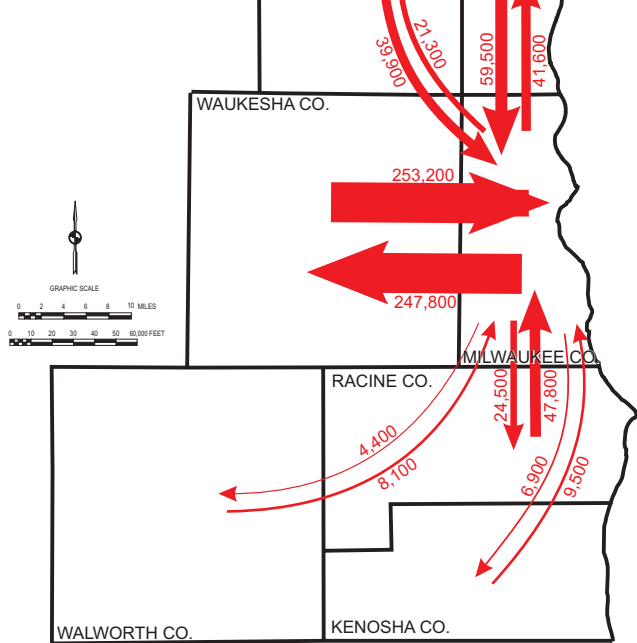 39,900
21,300
59,500
41,600
WAUKESHA CO.
253,200
GRAPHIC SCALE
0 2 4 6 8 10 MILES
0 10 20 30 40 50 60,000 FEET
247,800
MILWAUKEE CO.
RACINE CO.
24,500
47,800
4,400
8,100
6,900
9,500
WALWORTH CO.
KENOSHA CO.